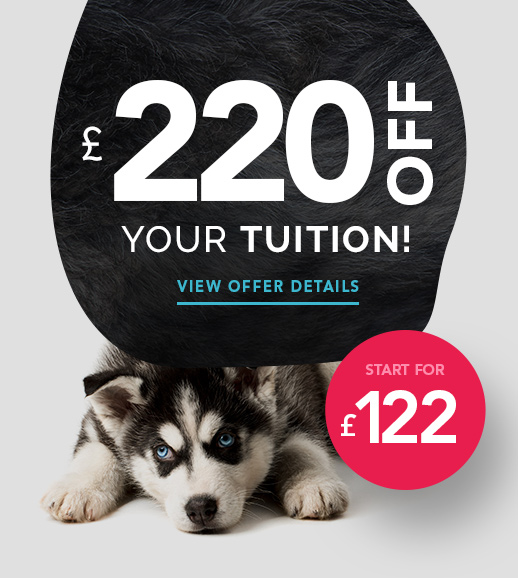 £220 OFF
YOUR TUITION!
VIEW OFFER DETAILS
START FOR
£122